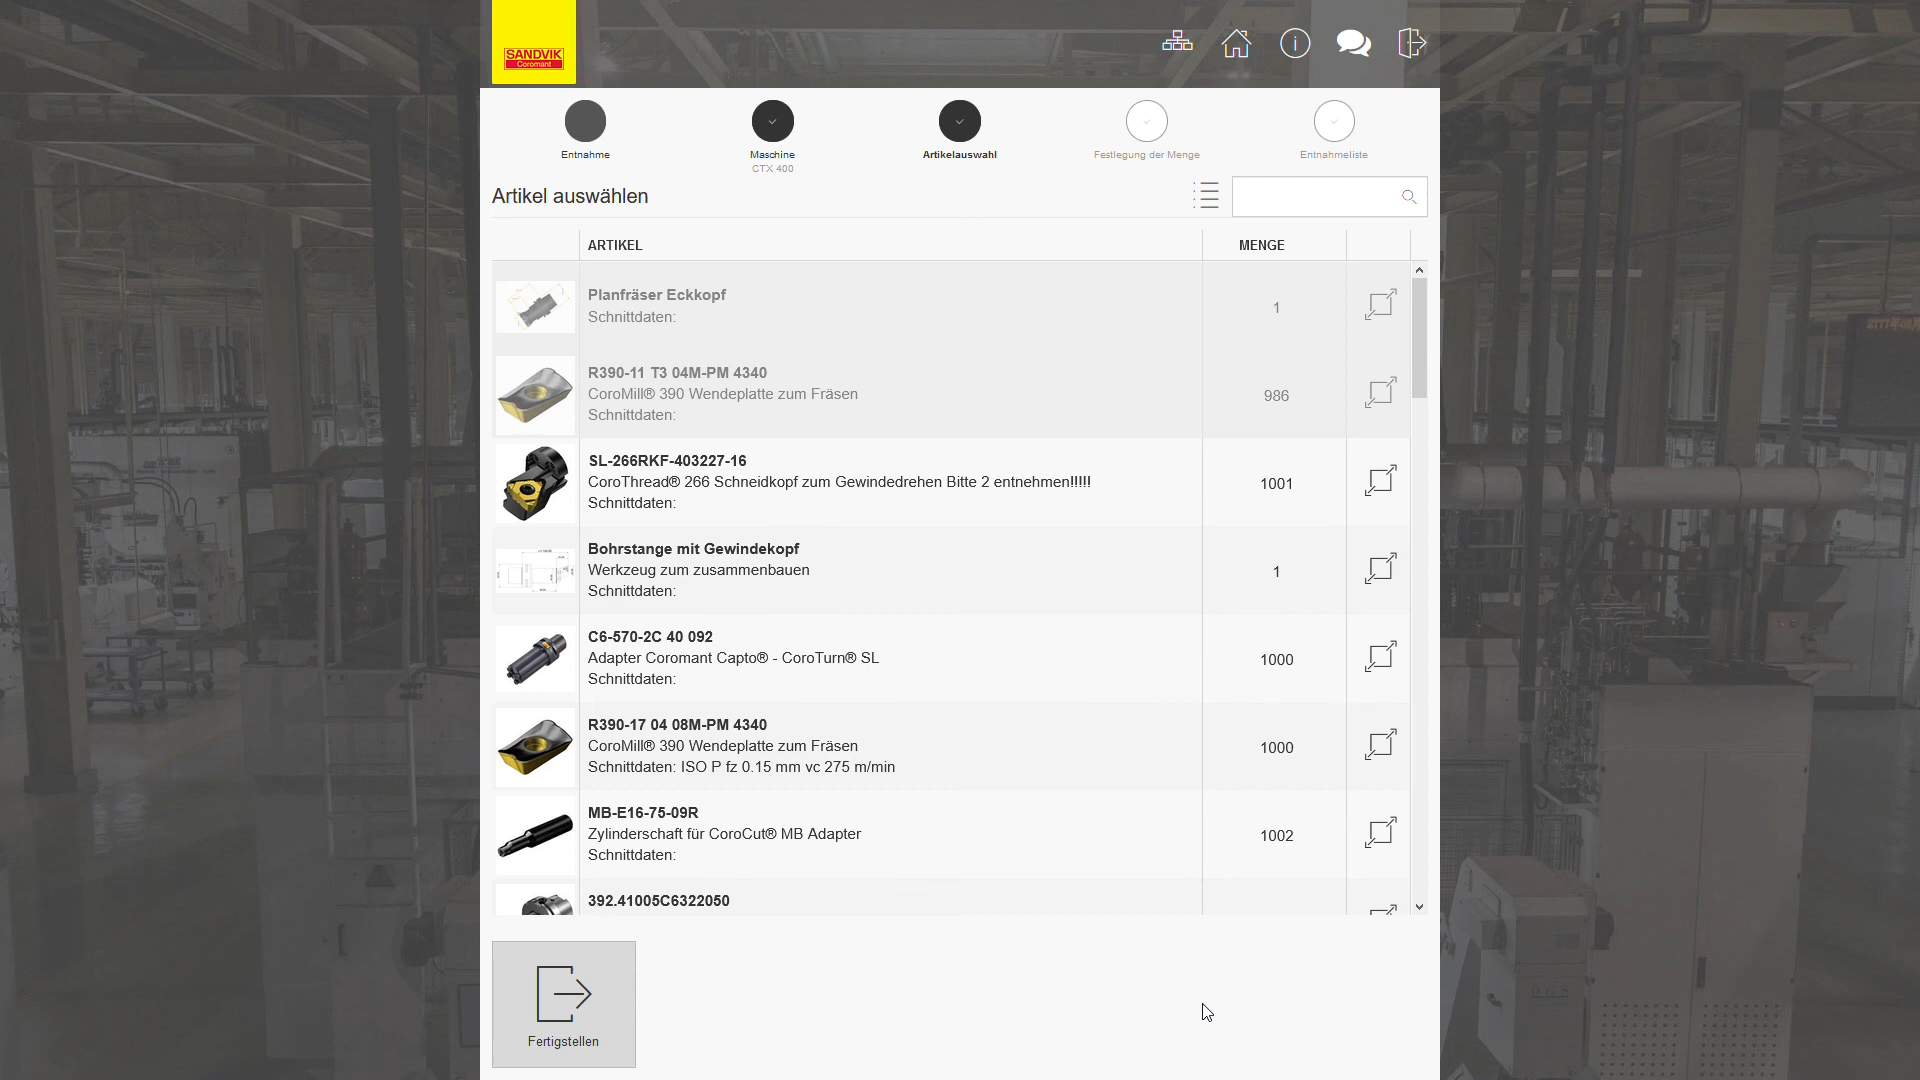 SANDVIK
Coromant
Entnahme
Maschine
CTX 400
Artikelauswahl
Festlegung der Menge
Entnahmeliste
Artikel auswählen
ARTIKEL
MENGE
Planfräser Eckkopf
Schnittdaten:
1
R390-11 T3 04M-PM 4340
CoroMill® 390 Wendeplatte zum Fräsen
Schnittdaten:
986
SL-266RKF-403227-16
CoroThread® 266 Schneidkopf zum Gewindedrehen Bitte 2 entnehmen!!!!!
Schnittdaten:
1001
Bohrstange mit Gewindekopf
Werkzeug zum zusammenbauen
Schnittdaten:
1
C6-570-2C 40 092
Adapter Coromant Capto® - CoroTurn® SL
Schnittdaten:
1000
R390-17 04 08M-PM 4340
CoroMill® 390 Wendeplatte zum Fräsen
Schnittdaten: ISO P fz 0.15 mm vc 275 m/min
1000
MB-E16-75-09R
Zylinderschaft für CoroCut® MB Adapter
Schnittdaten:
1002
392.41005C6322050
Fertigstellen